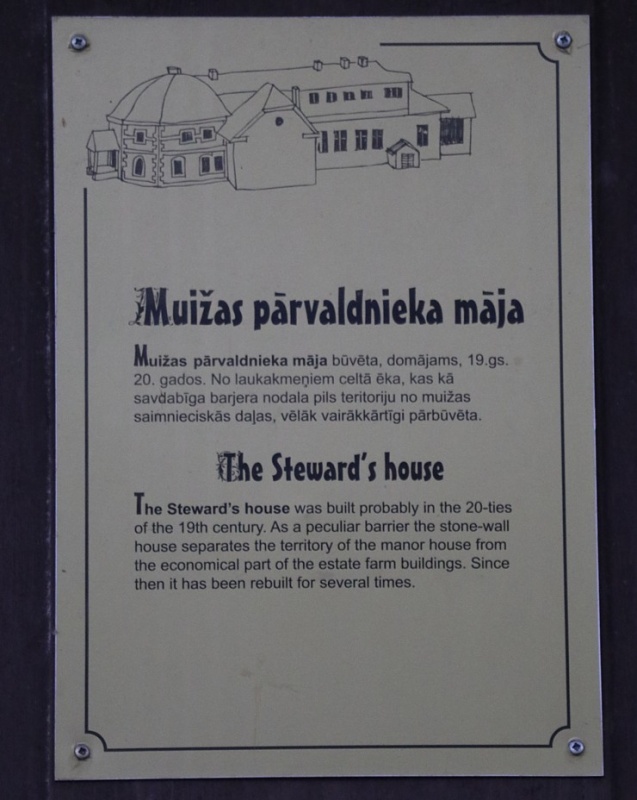 Muižas pārvaldnieka māja
Muižas pārvaldnieka māja būvēta, domājams, 19.gs.
20. gados. No laukakmeņiem celtā ēka, kas kā
savdabīga barjera nodala pils teritoriju no muižas
saimnieciskās daļas, vēlāk vairākkārtīgi pārbūvēta.
The Steward's house
The Steward's house was built probably in the 20-ties
of the 19th century. As a peculiar barrier the stone-wall
house separates the territory of the manor house from
the economical part of the estate farm buildings. Since
then it has been rebuilt for several times.